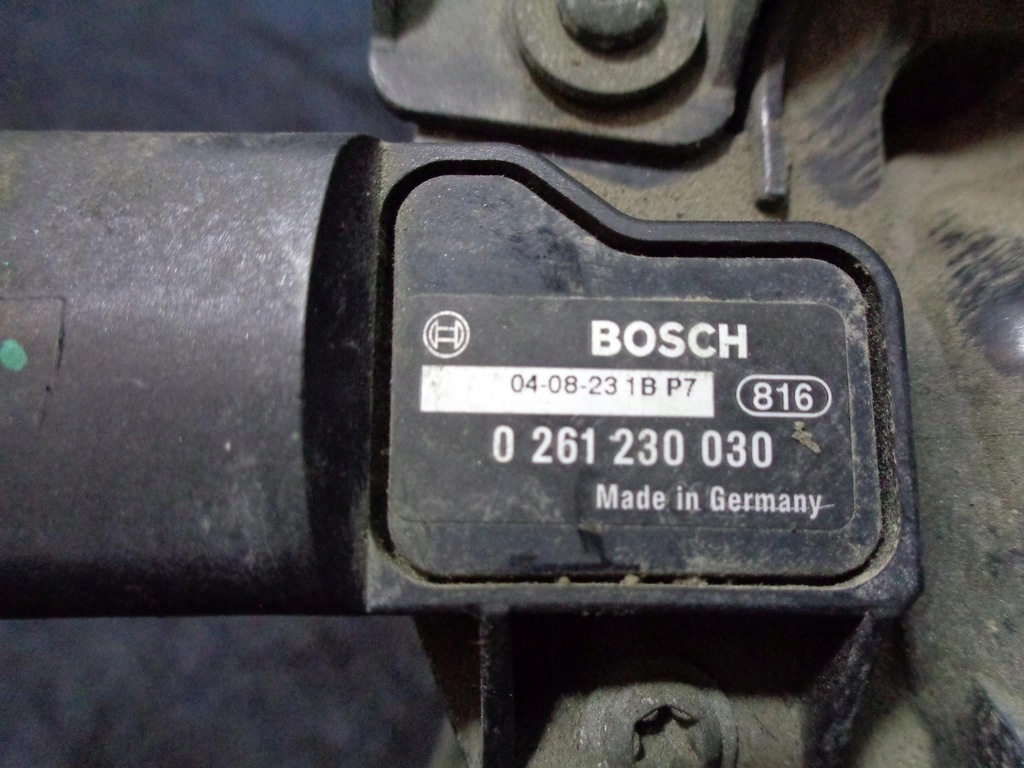 BOSCH
04-08-23 1B P7
816
0 261 230 030
Made in Germany